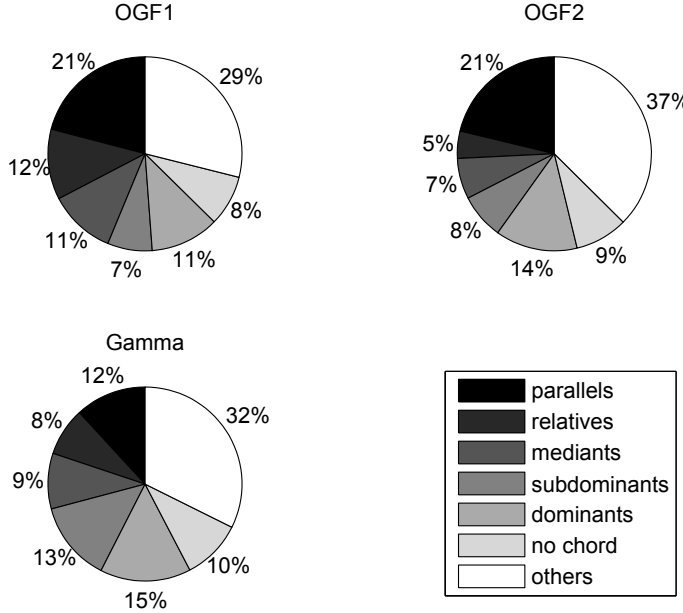 OGF1
21%
29%
12%
8%
11%
7%
11%
OGF2
21%
37%
5%
7%
8%
14%
9%
Gamma
12%
32%
8%
9%
13%
15%
10%
parallels
relatives
mediants
subdominants
dominants
no chord
others